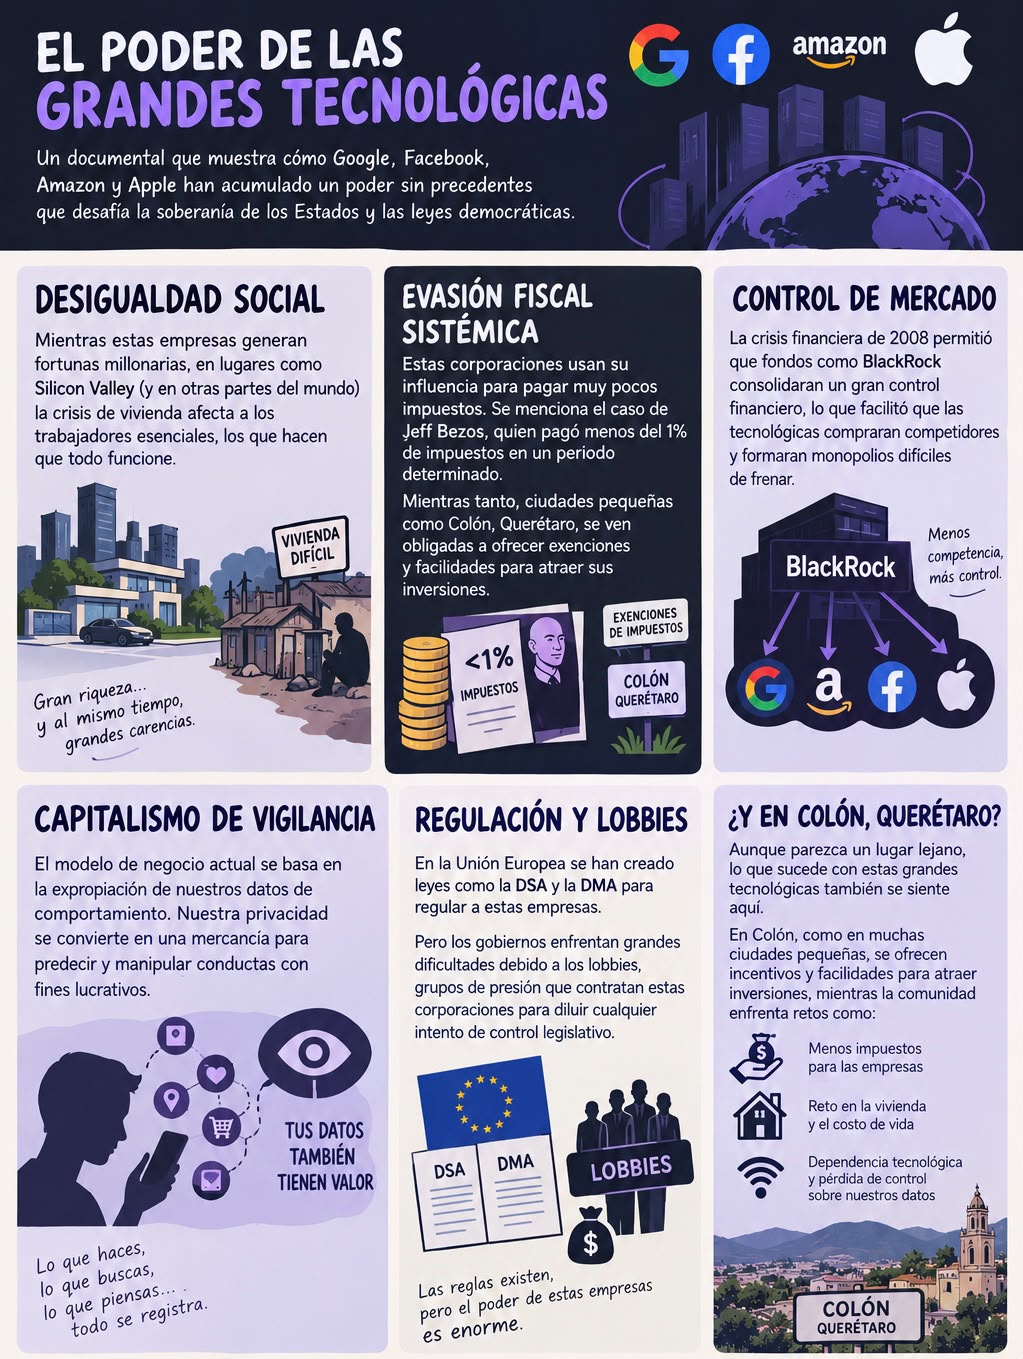 EL PODER DE LAS
GRANDES TECNOLÓGICAS
Un documental que muestra cómo Google, Facebook,
Amazon y Apple han acumulado un poder sin precedentes
que desafía la soberanía de los Estados y las leyes democráticas.
G
f
amazon
DESIGUALDAD SOCIAL
Mientras estas empresas generan
fortunas millonarias, en lugares como
Silicon Valley (y en otras partes del mundo)
la crisis de vivienda afecta a los
trabajadores esenciales, los que hacen
que todo funcione.
VIVIENDA
DIFÍCIL
Gran riqueza...
y al mismo tiempo,
grandes carencias.
EVASIÓN FISCAL
SISTÉMICA
Estas corporaciones usan su
influencia para pagar muy pocos
impuestos. Se menciona el caso de
Jeff Bezos, quien pagó menos del 1%
de impuestos en un periodo
determinado.
Mientras tanto, ciudades pequeñas
como Colón, Querétaro, se ven
obligadas a ofrecer exenciones
y facilidades para atraer sus
inversiones.
<1%
IMPUESTOS
EXENCIONES
DE IMPUESTOS
COLÓN
QUERÉTARO
CONTROL DE MERCADO
La crisis financiera de 2008 permitió
que fondos como BlackRock
consolidaran un gran control
financiero, lo que facilitó que las
tecnológicas compraran competidores
y formaran monopolios difíciles
de frenar.
BlackRock
Menos
competencia,
más control.
G
a
f
CAPITALISMO DE VIGILANCIA
El modelo de negocio actual se basa en
la expropiación de nuestros datos de
comportamiento. Nuestra privacidad
se convierte en una mercancía para
predecir y manipular conductas con
fines lucrativos.
TUS DATOS
TAMBIÉN
TIENEN VALOR
Lo que haces,
lo que buscas,
lo que piensas... .
todo se registra.
REGULACIÓN Y LOBBIES
En la Unión Europea se han creado
leyes como la DSA y la DMA para
regular a estas empresas.
Pero los gobiernos enfrentan grandes
dificultades debido a los lobbies,
grupos de presión que contratan estas
corporaciones para diluir cualquier
intento de control legislativo.
DSA
DMA
LOBBIES
$
Las reglas existen,
pero el poder de estas empresas
es enorme.
¿Y EN COLÓN, QUERÉTARO?
Aunque parezca un lugar lejano,
lo que sucede con estas grandes
tecnológicas también se siente
aquí.
En Colón, como en muchas
ciudades pequeñas, se ofrecen
incentivos y facilidades para atraer
inversiones, mientras la comunidad
enfrenta retos como:
$
Menos impuestos
para las empresas
Reto en la vivienda
y el costo de vida
Dependencia tecnológica
y pérdida de control
sobre nuestros datos
COLÓN
QUERÉTARO